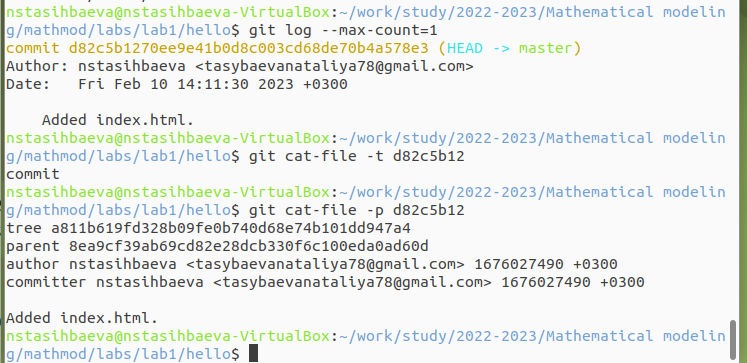 nstasihbaeva@nstasihbaeva-VirtualBox:~/work/study/2022-2023/Mathematical modelin
g/mathmod/labs/lab1/hello$ git log --max-count=1
commit d82c5b1270ee9e41b0d8c003cd68de70b4a578e3 (HEAD -> master)
Author: nstasihbaeva <tasybaevanataliya78@gmail.com>
Date:   Fri Feb 10 14:11:30 2023 +0300

    Added index.html.
nstasihbaeva@nstasihbaeva-VirtualBox:~/work/study/2022-2023/Mathematical modelin
g/mathmod/labs/lab1/hello$ git cat-file -t d82c5b12
commit
nstasihbaeva@nstasihbaeva-VirtualBox:~/work/study/2022-2023/Mathematical modelin
g/mathmod/labs/lab1/hello$ git cat-file -p d82c5b12
tree a811b619fd328b09fe0b740d68e74b101dd947a4
parent 8ea9cf39ab69cd82e28dcb330f6c100eda0ad60d
author nstasihbaeva <tasybaevanataliya78@gmail.com> 1676027490 +0300
committer nstasihbaeva <tasybaevanataliya78@gmail.com> 1676027490 +0300

Added index.html.
nstasihbaeva@nstasihbaeva-VirtualBox:~/work/study/2022-2023/Mathematical modelin
g/mathmod/labs/lab1/hello$